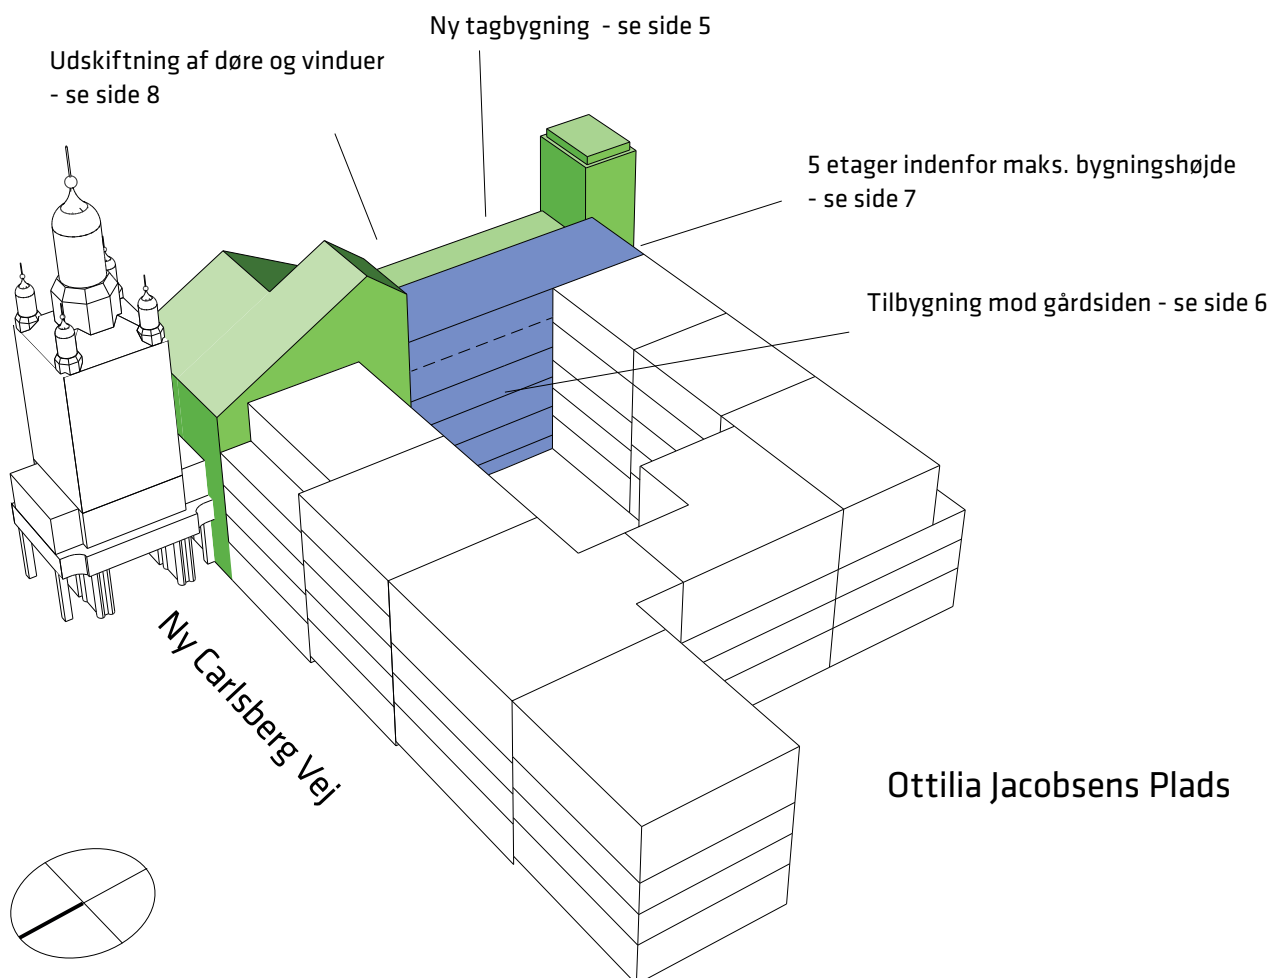 Ny tagbygning - se side 5
Udskiftning af døre og vinduer
- se side 8
5 etager indenfor maks. bygningshøjde
- se side 7
Tilbygning mod gårdsiden - se side 6
Ny Carlsberg Vej
Ottilia Jacobsens Plads